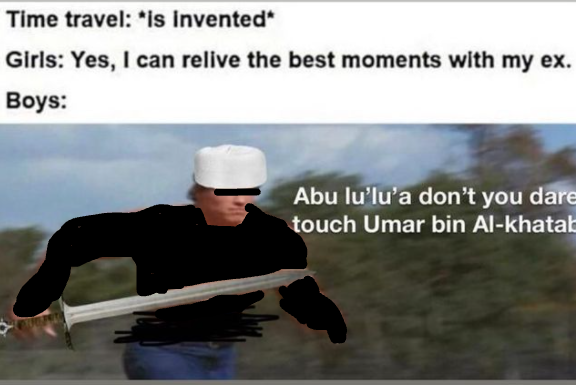 Time travel: *is invented*
Girls: Yes, I can relive the best moments with my ex.
Boys:
Abu lu’lu’a don’t you dare
touch Umar bin Al-khatab